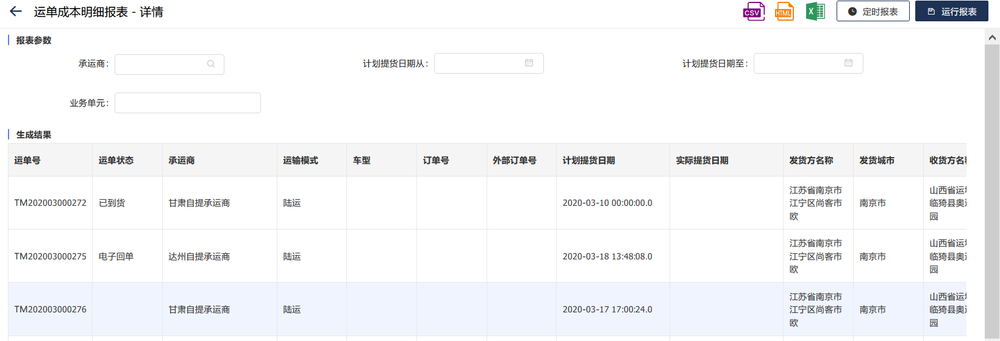 运单成本明细报表 - 详情
CSV
HTML
X
定时报表
运行报表
报表参数
承运商：
计划提货日期从：
计划提货日期至：
业务单元：
生成结果
运单号 运单状态 承运商 运输模式 车型 订单号 外部订单号 计划提货日期 实际提货日期 发货方名称 发货城市 收货方名
TM202003000272 已到货 甘肃自提承运商 陆运 2020-03-10 00:00:00.0
江苏省南京市
江宁区尚客市
欧
南京市
山西省运
临猗县奥
园
TM202003000275 电子回单 达州自提承运商 陆运 2020-03-18 13:48:08.0
江苏省南京市
江宁区尚客市
欧
南京市
山西省运
临猗县奥
园
TM202003000276 甘肃自提承运商 陆运 2020-03-17 17:00:24.0
江苏省南京市
江宁区尚客市
欧
南京市
山西省运
临猗县奥
园